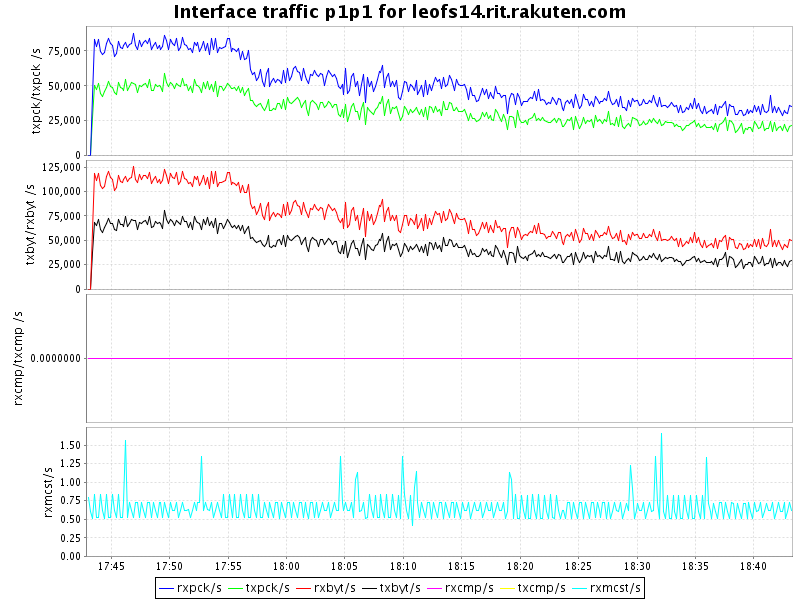 Interface traffic p1p1 for leofs14.rit.rakuten.com
txpck/txpck /s
75,000
50,000
25,000
0
txbyt/rxbyt /s
125,000
100,000
75,000
50,000
25,000
0
rxcmp/txcmp /s
0.0000000
rxmcst/s
1.50
1.25
1.00
0.75
0.50
0.25
0.00
17:45 17:50 17:55 18:00 18:05 18:10 18:15 18:20 18:25 18:30 18:35 18:40
rxpck/s txpck/s rxbyt/s txbyt/s rxcmp/s txcmp/s rxmcst/s